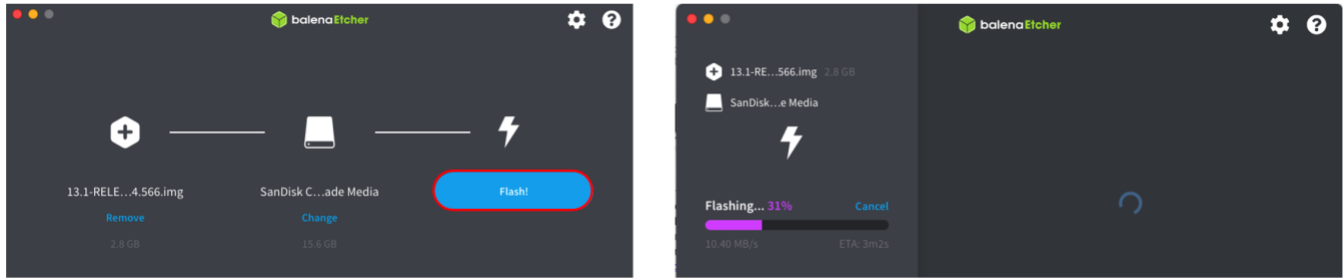 balenaEtcher
13.1-RELE...4.566.img
SanDisk C...ade Media
Flash!
Remove
Change
2.8 GB
15.6 GB
balenaEtcher
13.1-RE...566.img 2.8 GB
SanDisk...e Media
Flashing... 31%
Cancel
10.40 MB/s
ETA: 3m2s